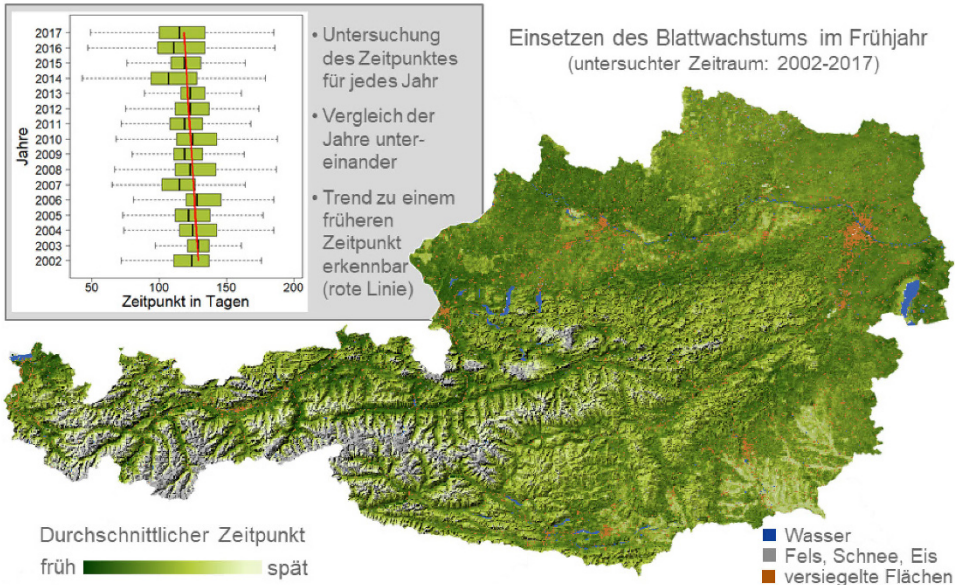 Einsetzen des Blattwachstums im Frühjahr
(untersuchter Zeitraum: 2002-2017)
Jahre
2017
2016
2015
2014
2013
2012
2011
2010
2009
2008
2007
2006
2005
2004
2003
2002
50 100 150 200
Zeitpunkt in Tagen
• Untersuchung
des Zeitpunktes
für jedes Jahr
• Vergleich der
Jahre unter-
einander
• Trend zu einem
früheren
Zeitpunkt
erkennbar
(rote Linie)
Durchschnittlicher Zeitpunkt
früh spät
Wasser
Fels, Schnee, Eis
versiegelte Flächen